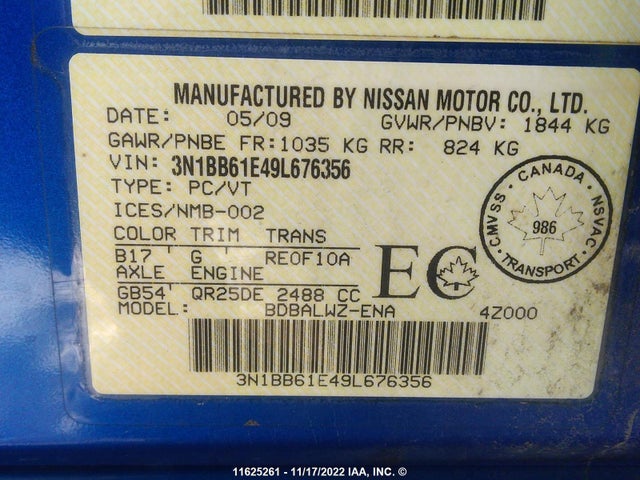 MANUFACTURED BY NISSAN MOTOR CO., LTD.
DATE: 05/09 GVWR/PNBV: 1844 KG
GAWR/PNBE FR: 1035 KG RR: 824 KG
VIN: 3N1BB61E49L676356
TYPE: PC/VT
ICES/NMB-002
COLOR TRIM TRANS
B17 G RE0F10A
AXLE ENGINE
GB54 QR25DE 2488 CC
MODEL: BDBALWZ-ENA 4Z000
EC
CANADA
CMVSS · NSVAC
986
TRANSPORT
3N1BB61E49L676356
11625261 - 11/17/2022 IAA, INC. ©